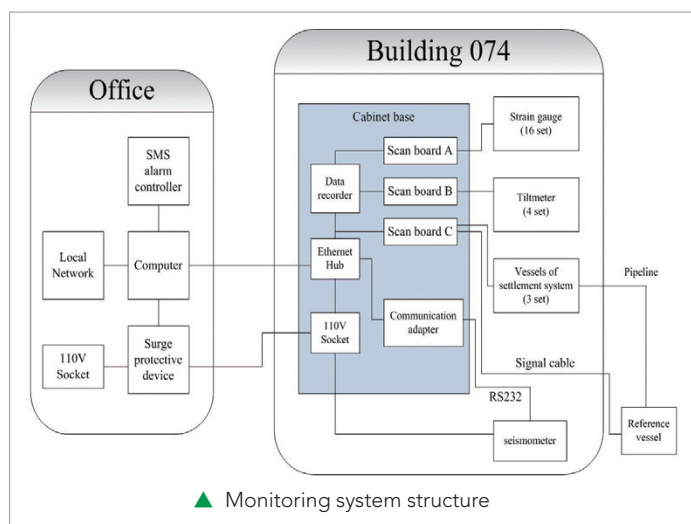 Office
SMS
alarm
controller
Local
Network
Computer
110V
Socket
Surge
protective
device
Building 074
Cabinet base
Data
recorder
Scan board A
Scan board B
Scan board C
Ethernet
Hub
110V
Socket
Communication
adapter
Strain gauge
(16 set)
Tiltmeter
(4 set)
Vessels of
settlement system
(3 set)
Pipeline
Signal cable
RS232
seismometer
Reference
vessel
▲ Monitoring system structure